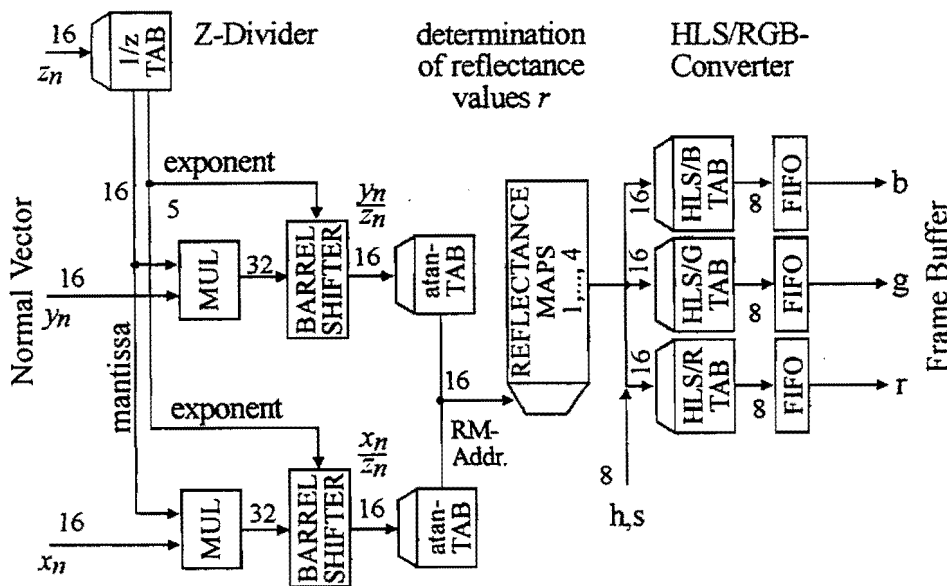 16
z_n
1/z
TAB
Z-Divider
determination
of reflectance
values r
HLS/RGB-
Converter
exponent
16
5
y_n
z_n
Normal Vector
16
y_n
MUL
32
BARREL
SHIFTER
16
atan-
TAB
REFLECTANCE
MAPS
1,..., 4
16
HLS/B
TAB
8
FIFO
b
16
HLS/G
TAB
8
FIFO
g
16
HLS/R
TAB
8
FIFO
r
Frame Buffer
mantissa
exponent
16
RM-
Addr.
x_n
z_n
8
h,s
16
x_n
MUL
32
BARREL
SHIFTER
16
atan-
TAB